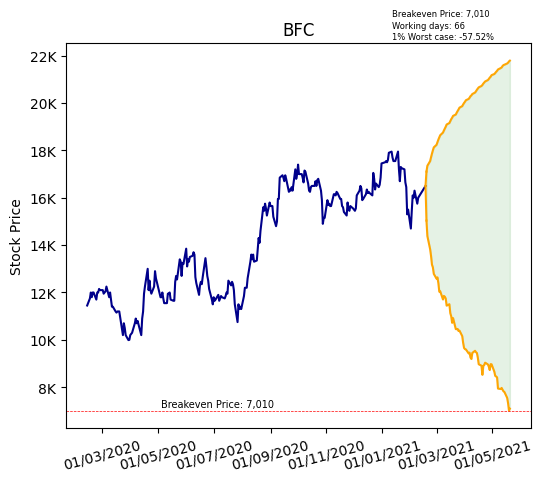 Breakeven Price: 7,010
Working days: 66
1% Worst case: -57.52%
BFC
Stock Price
22K
20K
18K
16K
14K
12K
10K
8K
Breakeven Price: 7,010
01/03/2020
01/05/2020
01/07/2020
01/09/2020
01/11/2020
01/01/2021
01/03/2021
01/05/2021